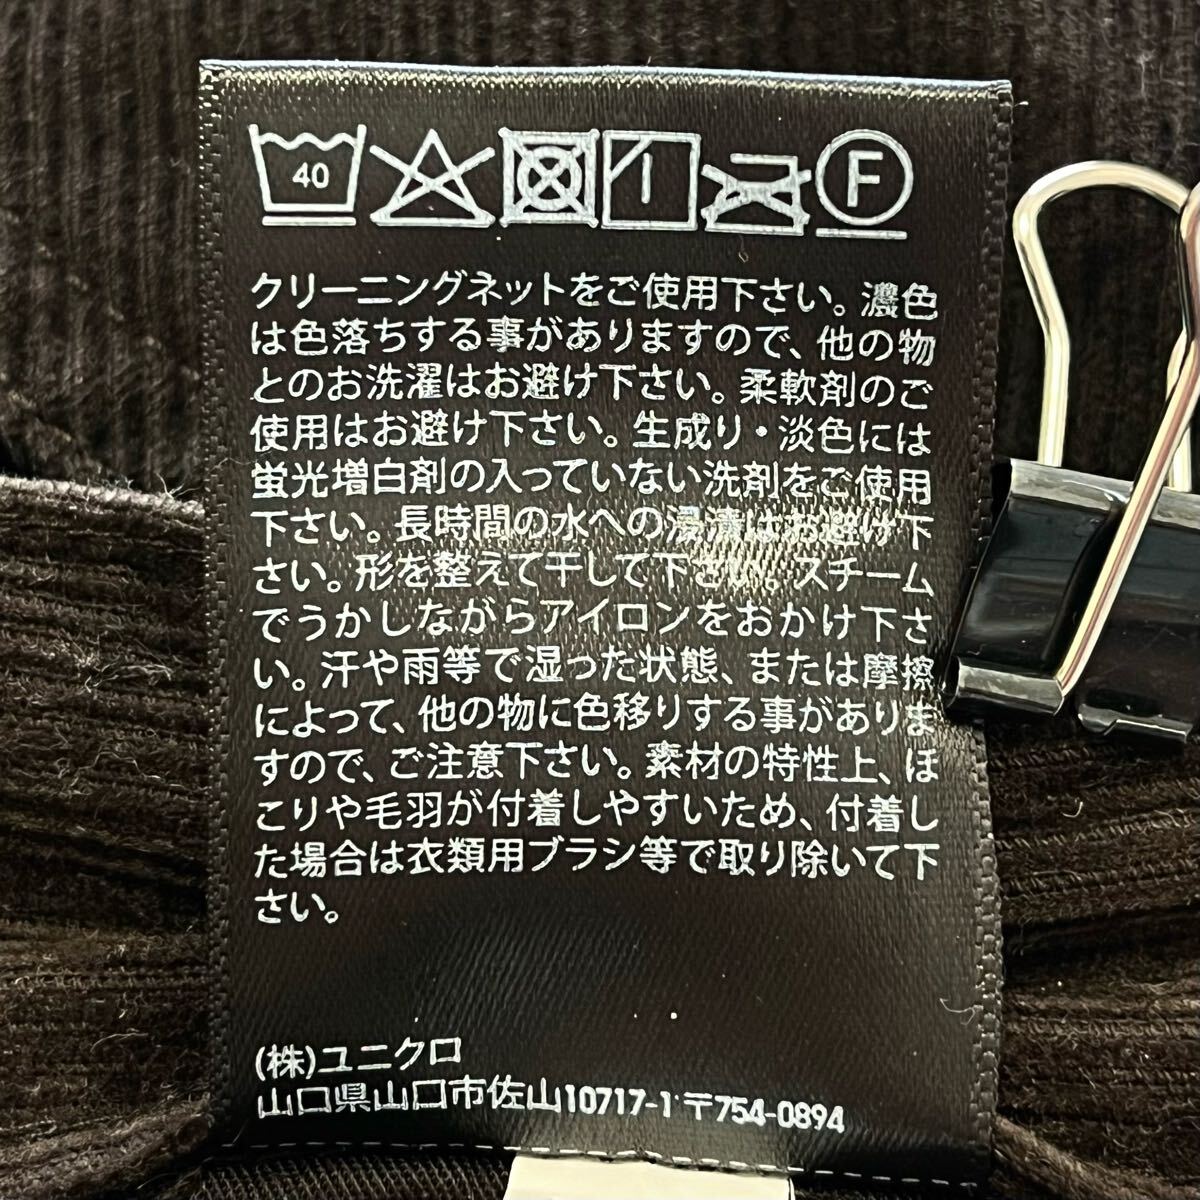 40 F
クリーニングネットをご使用下さい。濃色
は色落ちする事がありますので、他の物
とのお洗濯はお避け下さい。柔軟剤のご
使用はお避け下さい。生成り・淡色には
蛍光増白剤の入っていない洗剤をご使用
下さい。長時間の水への浸漬はお避け下
さい。形を整えて干して下さい。スチーム
でうかしながらアイロンをおかけ下さ
い。汗や雨等で湿った状態、または摩擦
によって、他の物に色移りする事がありま
すので、ご注意下さい。素材の特性上、ほ
こりや毛羽が付着しやすいため、付着し
た場合は衣類用ブラシ等で取り除いて下
さい。
(株)ユニクロ
山口県山口市佐山10717-1〒754-0894